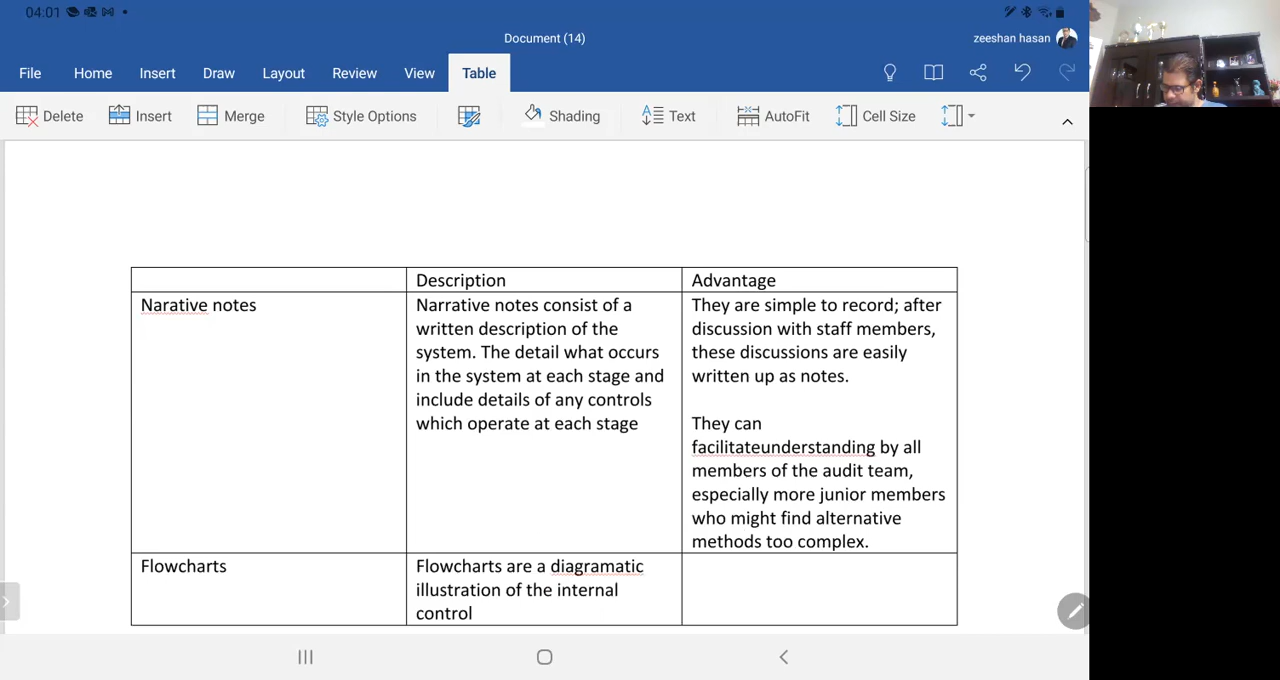 04:01
Document (14)
zeeshan hasan
File Home Insert Draw Layout Review View Table
Delete Insert Merge Style Options Shading Text AutoFit Cell Size
Description Advantage
Narative notes
Narrative notes consist of a
written description of the
system. The detail what occurs
in the system at each stage and
include details of any controls
which operate at each stage
They are simple to record; after
discussion with staff members,
these discussions are easily
written up as notes.
They can
facilitateunderstanding by all
members of the audit team,
especially more junior members
who might find alternative
methods too complex.
Flowcharts
Flowcharts are a diagramatic
illustration of the internal
control